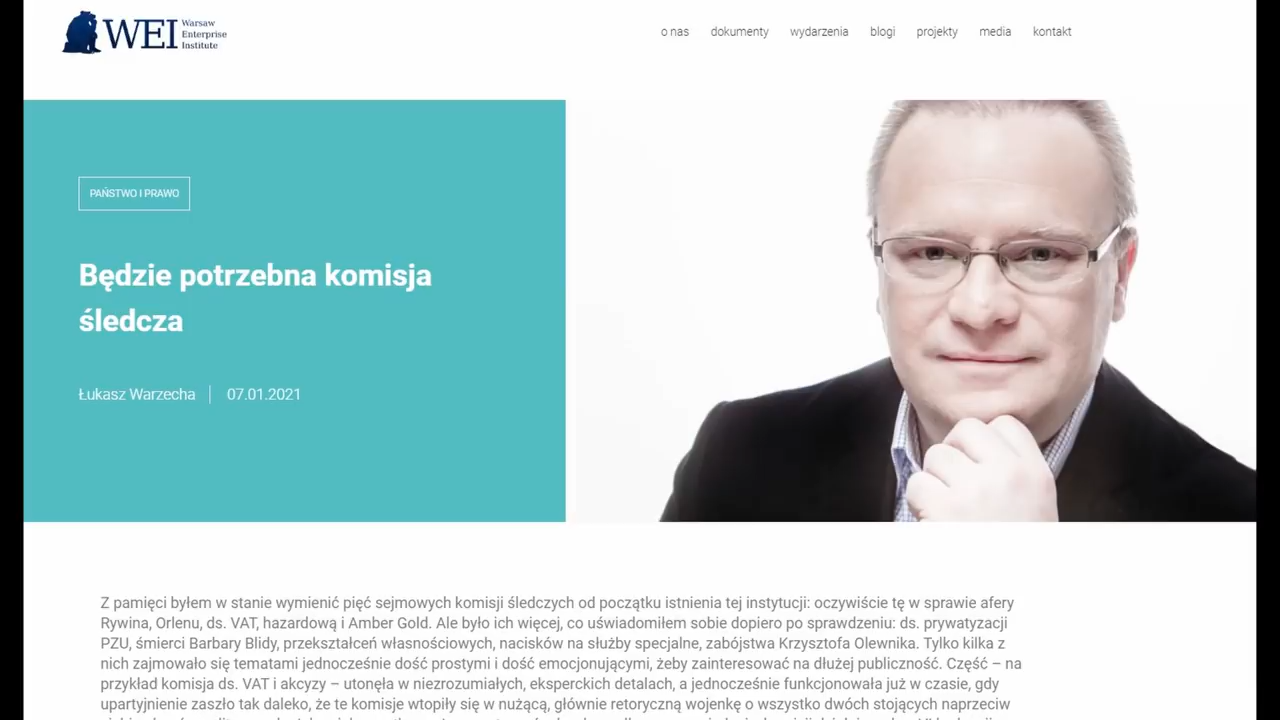 WEI Warsaw
Enterprise
Institute
o nas dokumenty wydarzenia blogi projekty media kontakt
PAŃSTWO I PRAWO
Będzie potrzebna komisja
śledcza
Łukasz Warzecha | 07.01.2021
Z pamięci byłem w stanie wymienić pięć sejmowych komisji śledczych od początku istnienia tej instytucji: oczywiście tę w sprawie afery
Rywina, Orlenu, ds. VAT, hazardową i Amber Gold. Ale było ich więcej, co uświadomiłem sobie dopiero po sprawdzeniu: ds. prywatyzacji
PZU, śmierci Barbary Blidy, przekształceń własnościowych, nacisków na służby specjalne, zabójstwa Krzysztofa Olewnika. Tylko kilka z
nich zajmowało się tematami jednocześnie dość prostymi i dość emocjonującymi, żeby zainteresować na dłużej publiczność. Część – na
przykład komisja ds. VAT i akcyzy – utonęła w niezrozumiałych, eksperckich detalach, a jednocześnie funkcjonowała już w czasie, gdy
upartyjnienie zaszło tak daleko, że te komisje wtopiły się w nużącą, głównie retoryczną wojenkę o wszystko dwóch stojących naprzeciw